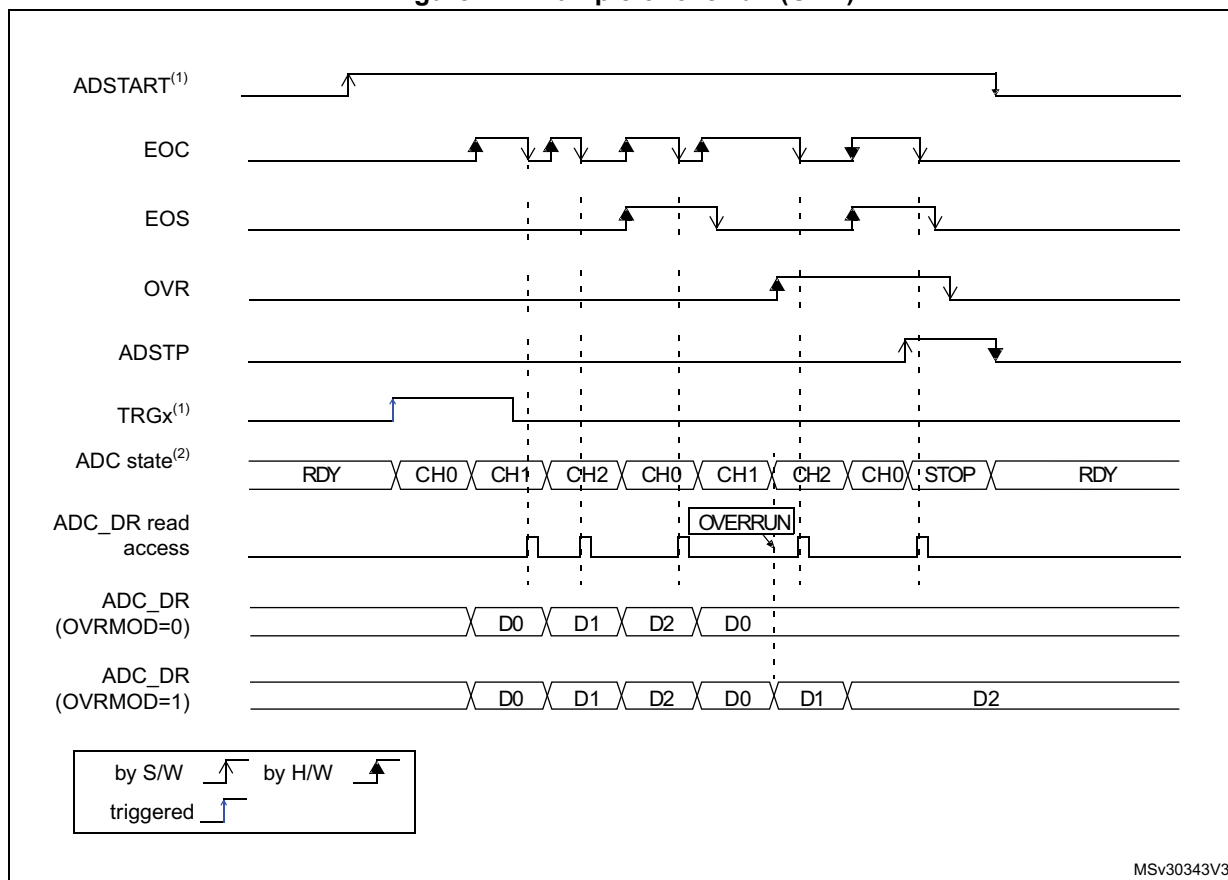 ADSTART(1)
EOC
EOS
OVR
ADSTP
TRGx(1)
ADC state(2)
RDY CH0 CH1 CH2 CH0 CH1 CH2 CH0 STOP RDY
ADC_DR read
access
OVERRUN
ADC_DR
(OVRMOD=0)
D0 D1 D2 D0
ADC_DR
(OVRMOD=1)
D0 D1 D2 D0 D1 D2
by S/W by H/W
triggered
MSv30343V3